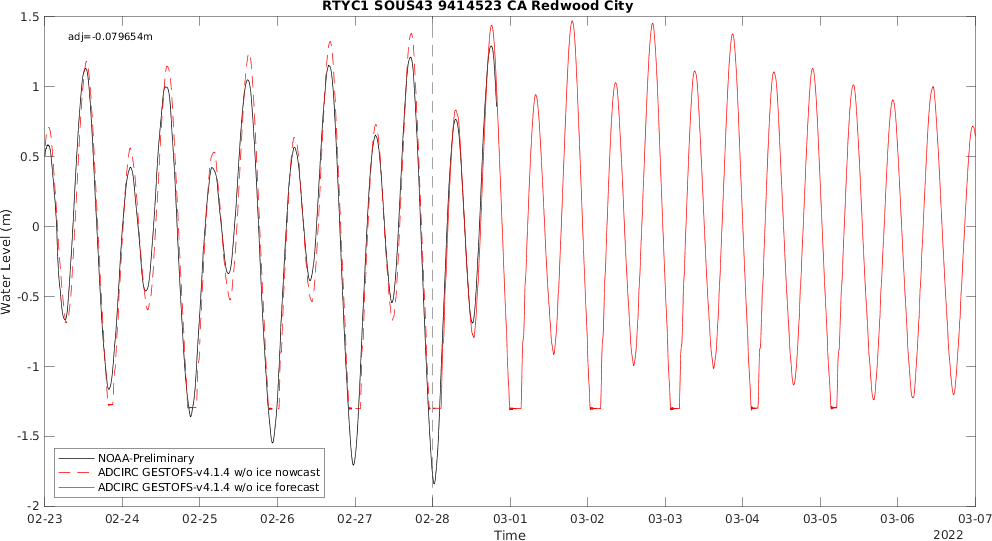 RTYC1 SOUS43 9414523 CA Redwood City
adj=-0.079654m
1.5
1
0.5
0
-0.5
-1
-1.5
-2
Water Level (m)
NOAA-Preliminary
ADCIRC GESTOFS-v4.1.4 w/o ice nowcast
ADCIRC GESTOFS-v4.1.4 w/o ice forecast
02-23 02-24 02-25 02-26 02-27 02-28 03-01 03-02 03-03 03-04 03-05 03-06 03-07
Time
2022